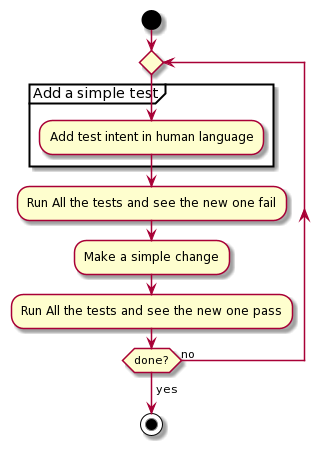 Add a simple test
Add test intent in human language
Run All the tests and see the new one fail
Make a simple change
Run All the tests and see the new one pass
done?
no
yes